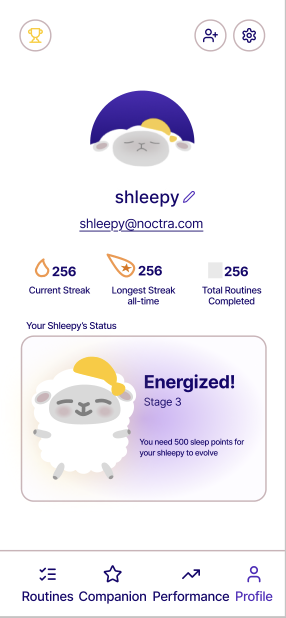 shleepy
shleepy@noctra.com
256
256
256
Current Streak
Longest Streak
all-time
Total Routines
Completed
Your Shleepy's Status
Energized!
Stage 3
You need 500 sleep points for
your shleepy to evolve
Routines Companion Performance Profile